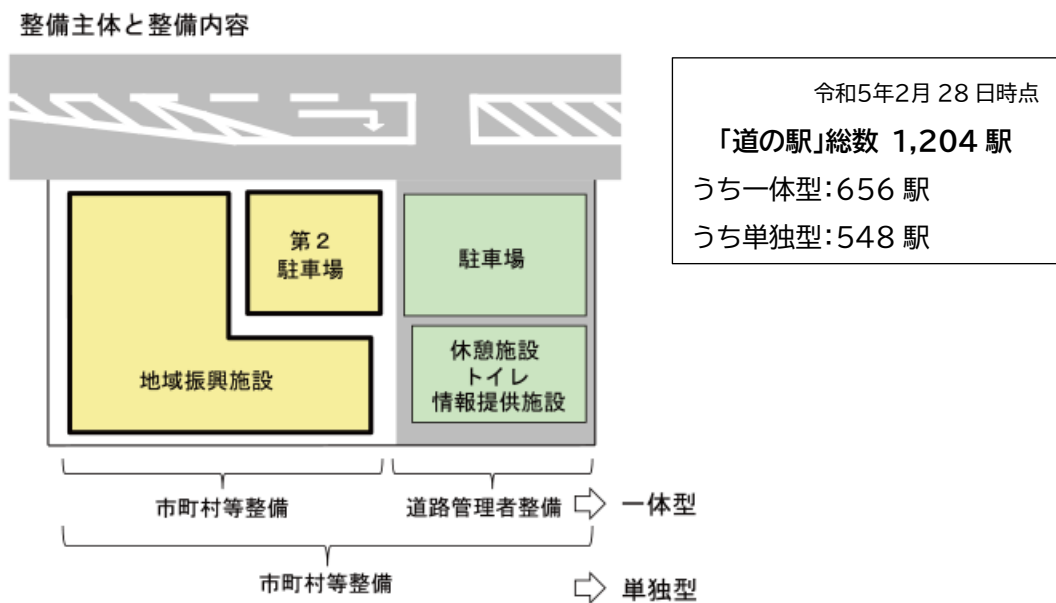 整備主体と整備内容
令和5年2月 28 日時点
「道の駅」総数 1,204 駅
うち一体型：656 駅
うち単独型：548 駅
第２
駐車場
駐車場
地域振興施設
休憩施設
トイレ
情報提供施設
市町村等整備
道路管理者整備
一体型
市町村等整備
単独型